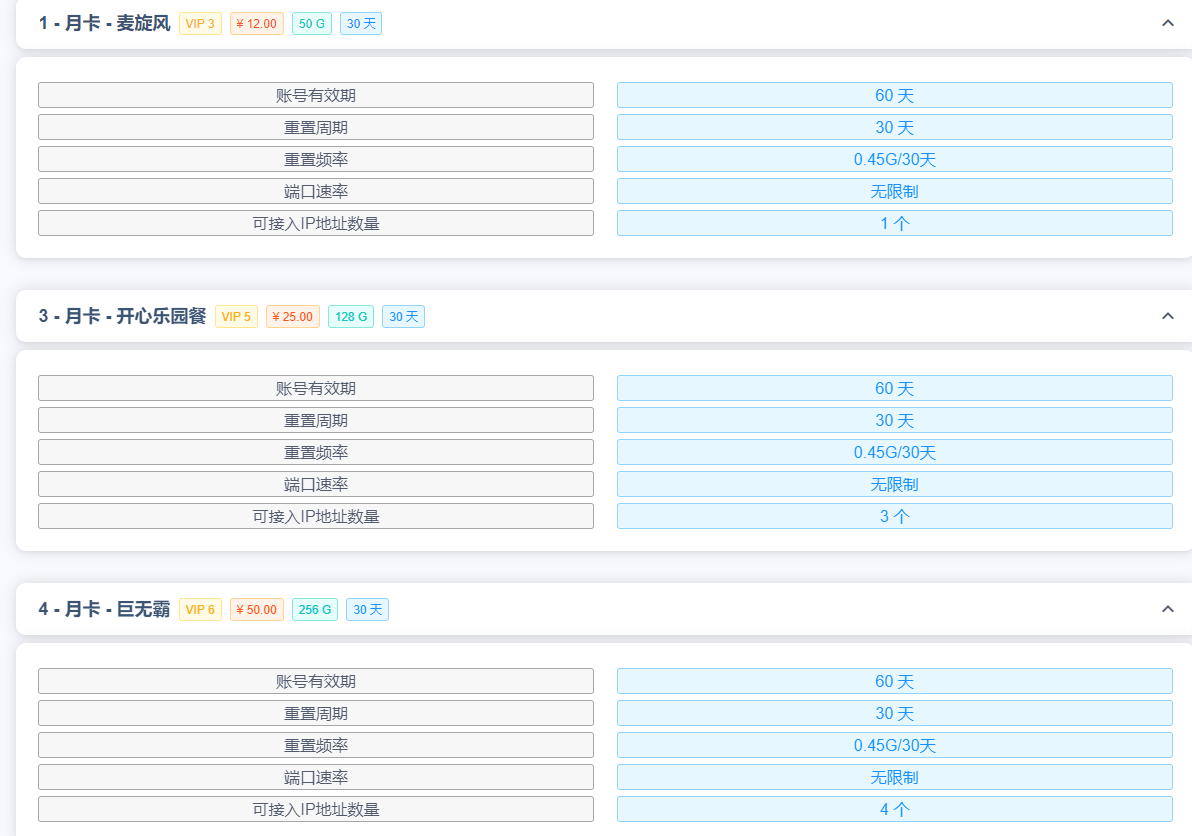 1 - 月卡 - 麦旋风 VIP 3 ¥ 12.00 50 G 30 天
账号有效期 60 天
重置周期 30 天
重置频率 0.45G/30天
端口速率 无限制
可接入IP地址数量 1 个
3 - 月卡 - 开心乐园餐 VIP 5 ¥ 25.00 128 G 30 天
账号有效期 60 天
重置周期 30 天
重置频率 0.45G/30天
端口速率 无限制
可接入IP地址数量 3 个
4 - 月卡 - 巨无霸 VIP 6 ¥ 50.00 256 G 30 天
账号有效期 60 天
重置周期 30 天
重置频率 0.45G/30天
端口速率 无限制
可接入IP地址数量 4 个